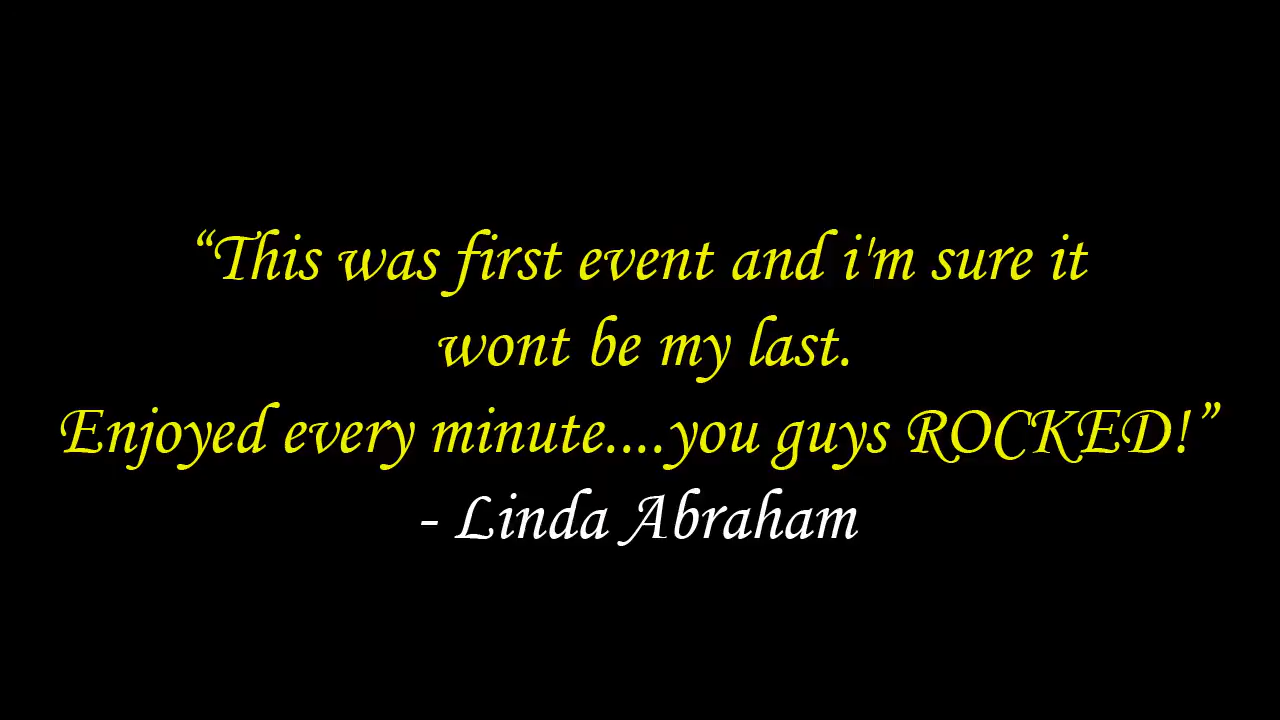 “This was first event and i'm sure it
wont be my last.
Enjoyed every minute....you guys ROCKED!”
- Linda Abraham